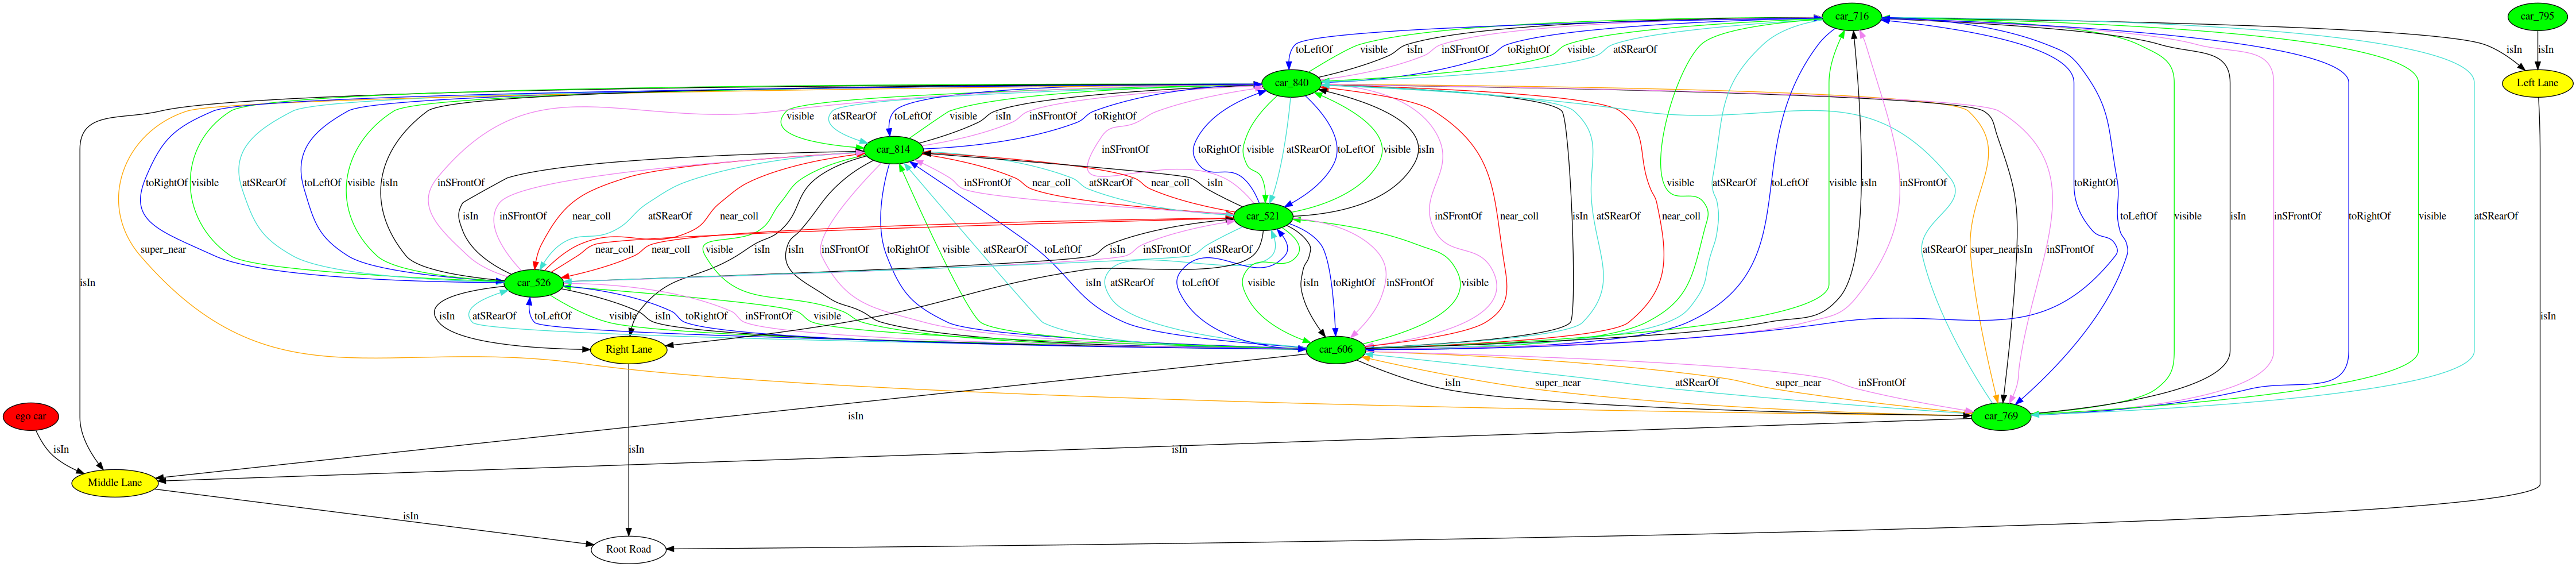 car_716
car_795
toLeftOf visible isIn inSFrontOf toRightOf visible atSRearOf isIn isIn
car_840
Left Lane
visible atSRearOf toLeftOf visible isIn inSFrontOf toRightOf
car_814
inSFrontOf toRightOf visible atSRearOf toLeftOf visible isIn
toRightOf visible atSRearOf toLeftOf visible isIn inSFrontOf inSFrontOf near_coll atSRearOf near_coll isIn visible atSRearOf toLeftOf visible isIn inSFrontOf toRightOf
isIn inSFrontOf near_coll atSRearOf near_coll inSFrontOf near_coll isIn atSRearOf near_coll toLeftOf visible isIn inSFrontOf toRightOf visible atSRearOf
car_521
super_near near_coll near_coll visible isIn isIn inSFrontOf toRightOf visible atSRearOf toLeftOf isIn inSFrontOf atSRearOf atSRearOf super_near isIn inSFrontOf
isIn car_526 isIn atSRearOf toLeftOf visible isIn toRightOf inSFrontOf visible
isIn atSRearOf toLeftOf visible isIn toRightOf inSFrontOf visible isIn
Right Lane
car_606
isIn super_near atSRearOf super_near inSFrontOf
ego car
isIn
car_769
isIn isIn isIn
Middle Lane
isIn
Root Road